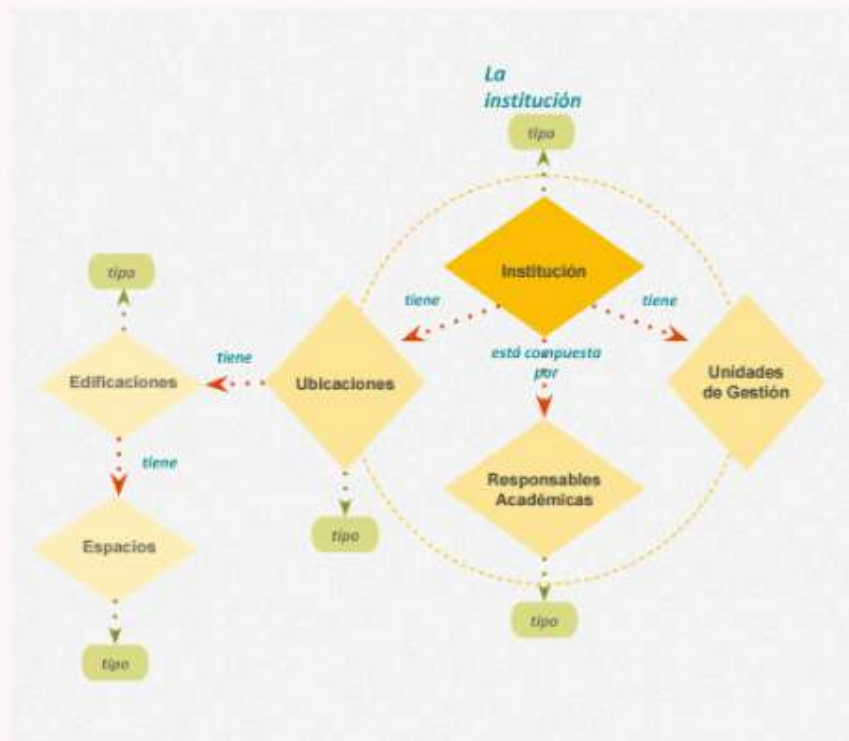 La
institución
tipo
Institución
tipo
tiene
tiene
está compuesta
por
tiene
Edificaciones
Ubicaciones
Unidades
de Gestión
tiene
Responsables
Académicas
tipo
Espacios
tipo
tipo